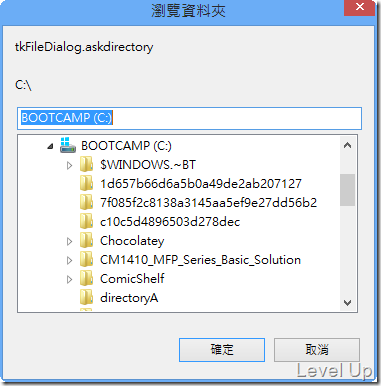 瀏覽資料夾
tkFileDialog.askdirectory
C:\
BOOTCAMP (C:)
BOOTCAMP (C:)
$WINDOWS.~BT
1d657b66d6a5b0a49de2ab207127
7f085f2c8138a3145aa5ef9e27dd56b2
c10c5d4896503d278dec
Chocolatey
CM1410_MFP_Series_Basic_Solution
ComicShelf
directoryA
確定
取消
Level Up